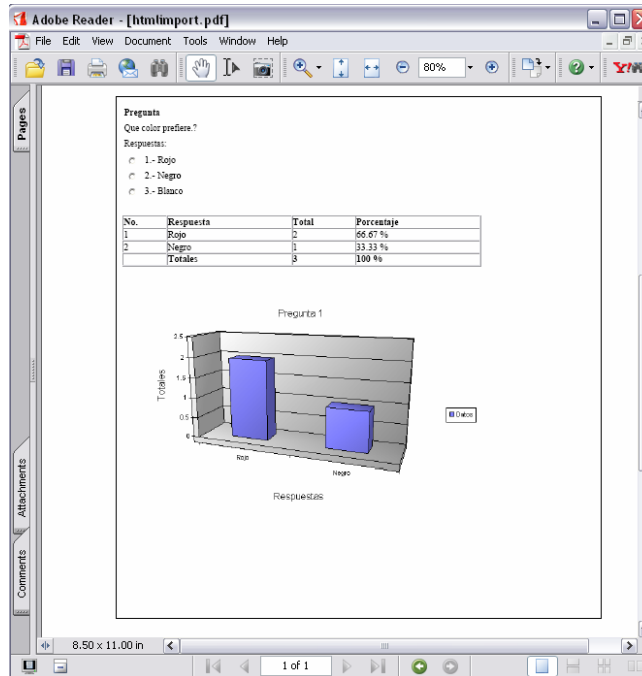 Adobe Reader - [htmlimport.pdf]
File Edit View Document Tools Window Help
80%
Pages
Attachments
Comments
Pregunta
Que color prefiere.?
Respuestas:
1.- Rojo
2.- Negro
3.- Blanco
No. Respuesta Total Porcentaje
1 Rojo 2 66.67 %
2 Negro 1 33.33 %
Totales 3 100 %
Pregunta 1
2.5
2
1.5
1
0.5
0
Totales
Rojo
Negro
Respuestas
Datos
8.50 x 11.00 in
1 of 1